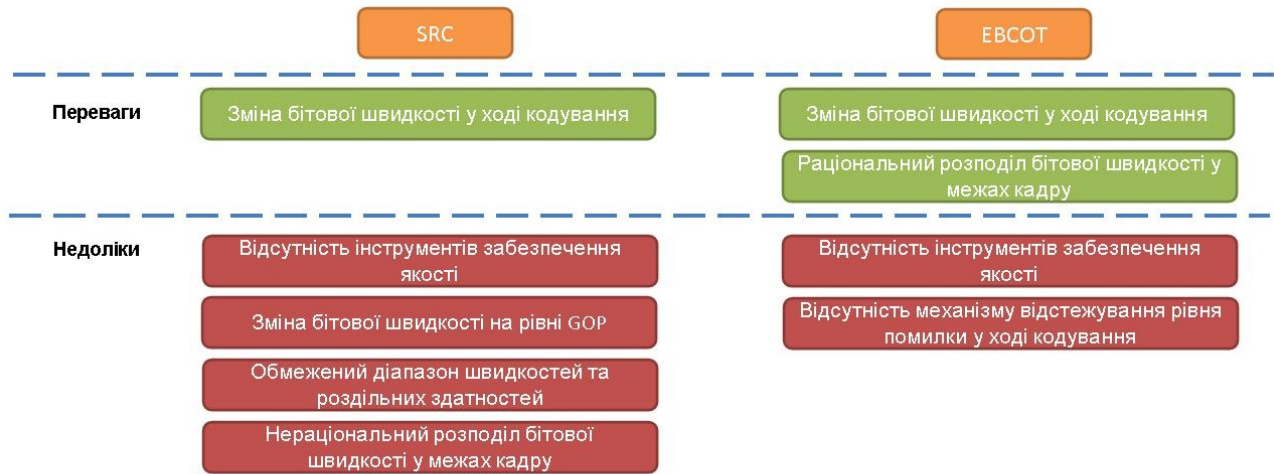 SRC
EBCOT
Переваги
Зміна бітової швидкості у ході кодування
Зміна бітової швидкості у ході кодування
Раціональний розподіл бітової швидкості у
межах кадру
Недоліки
Відсутність інструментів забезпечення
якості
Зміна бітової швидкості на рівні GOP
Обмежений діапазон швидкостей та
роздільних здатностей
Нераціональний розподіл бітової
швидкості у межах кадру
Відсутність інструментів забезпечення
якості
Відсутність механізму відстежування рівня
помилки у ході кодування